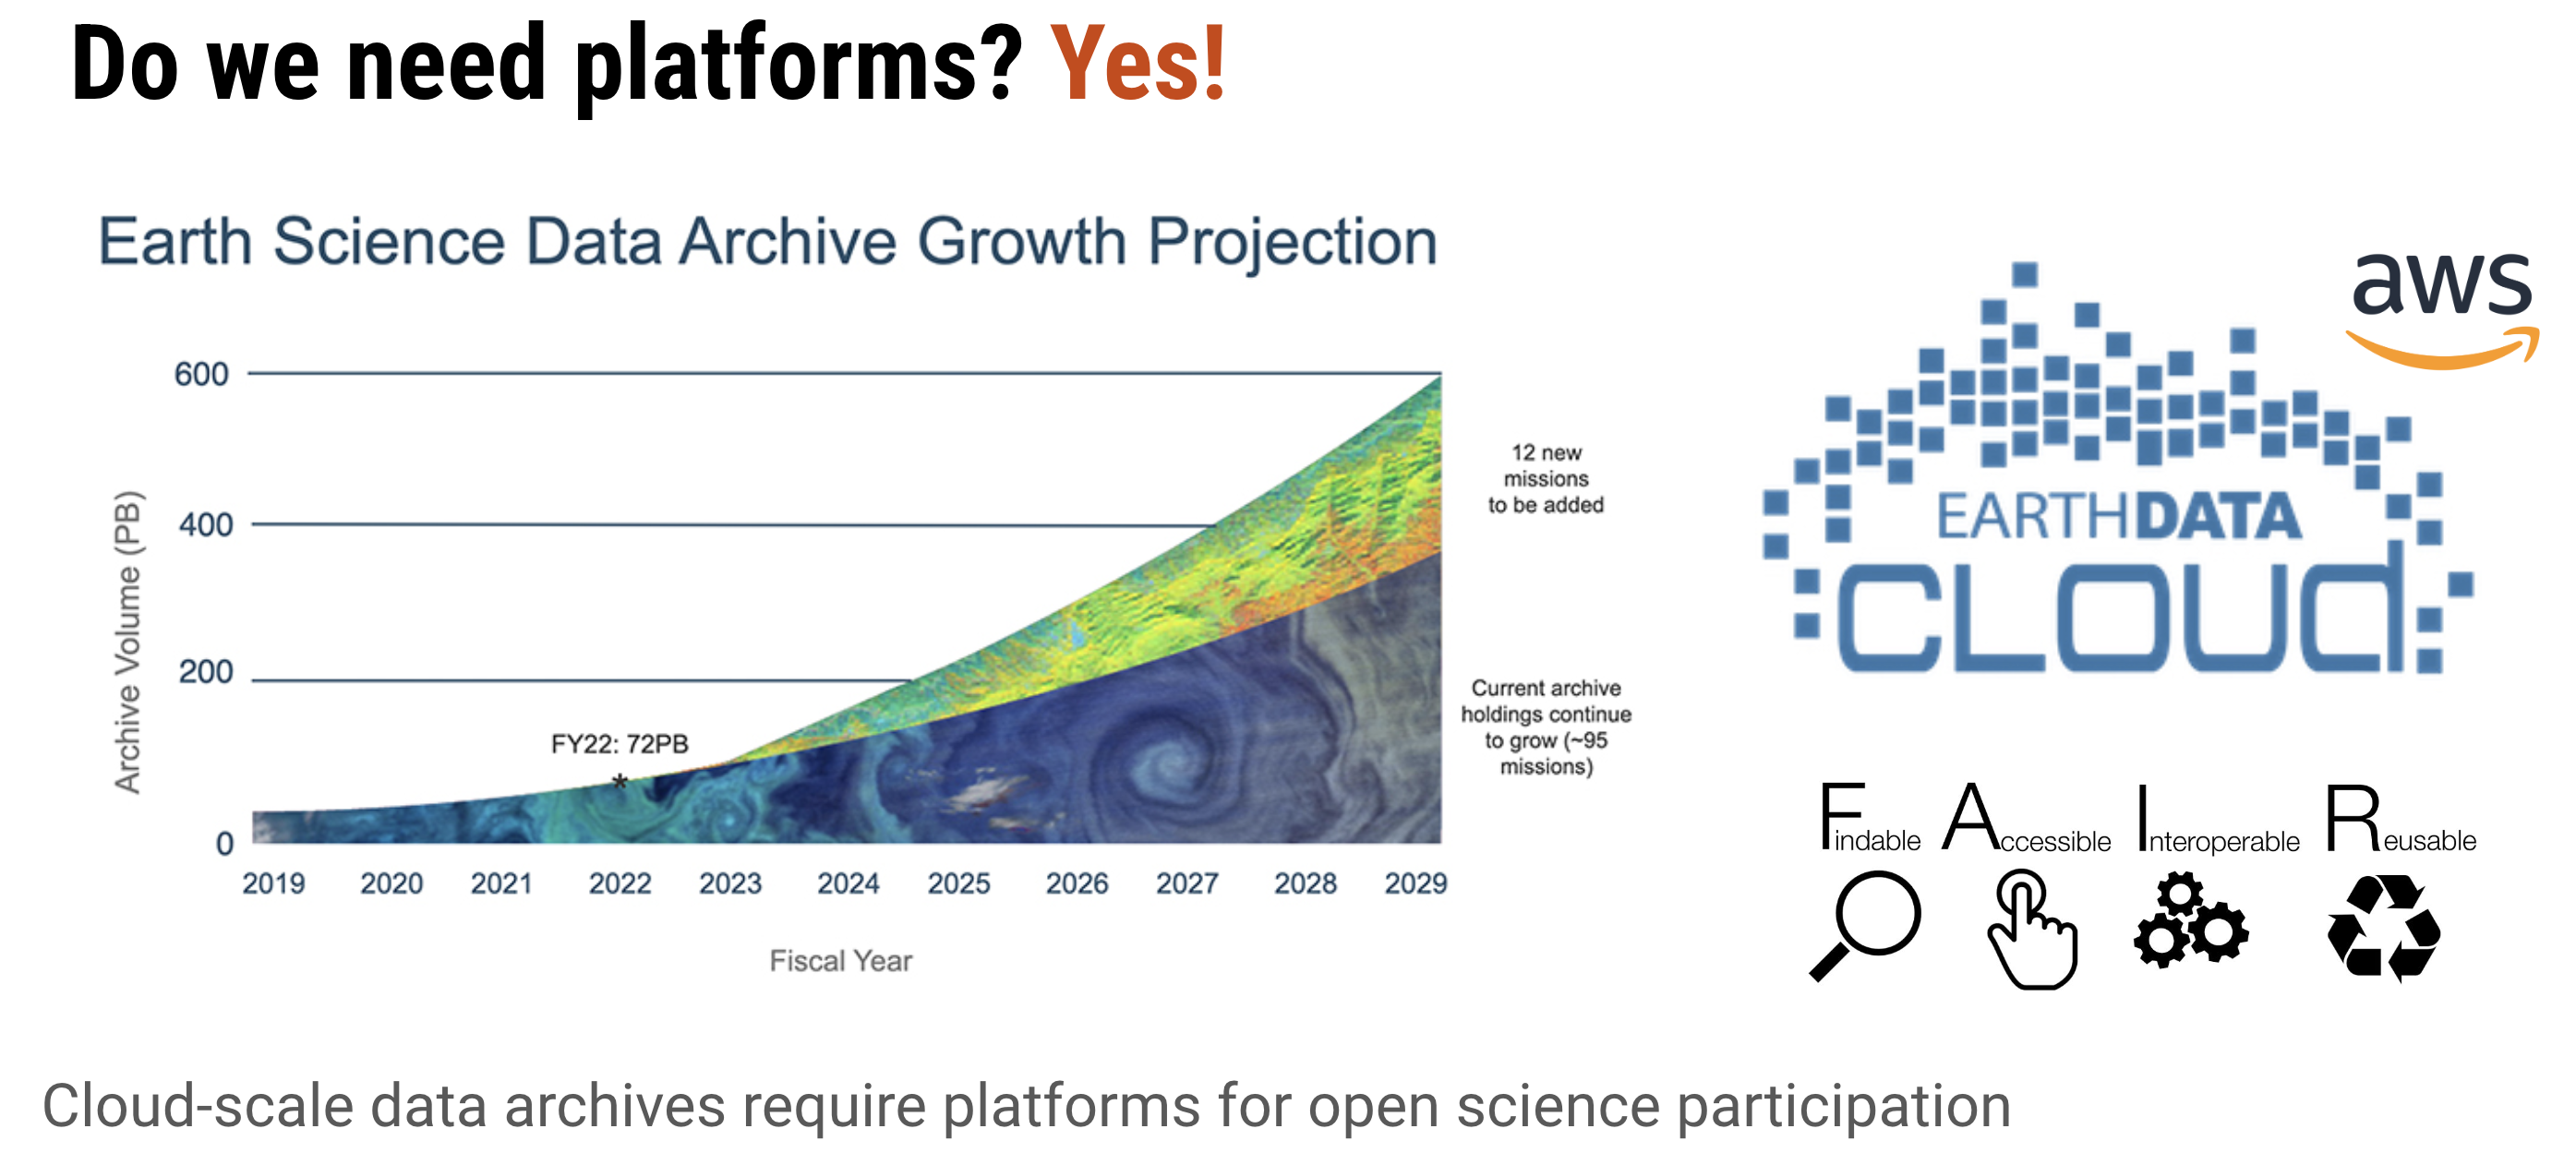 Do we need platforms? Yes!
Earth Science Data Archive Growth Projection
Archive Volume (PB)
600
400
200
0
FY22: 72PB
*
2019 2020 2021 2022 2023 2024 2025 2026 2027 2028 2029
Fiscal Year
12 new
missions
to be added
Current archive
holdings continue
to grow (~95
missions)
aws
EARTHDATA
CLOUD
Findable Accessible Interoperable Reusable
Cloud-scale data archives require platforms for open science participation